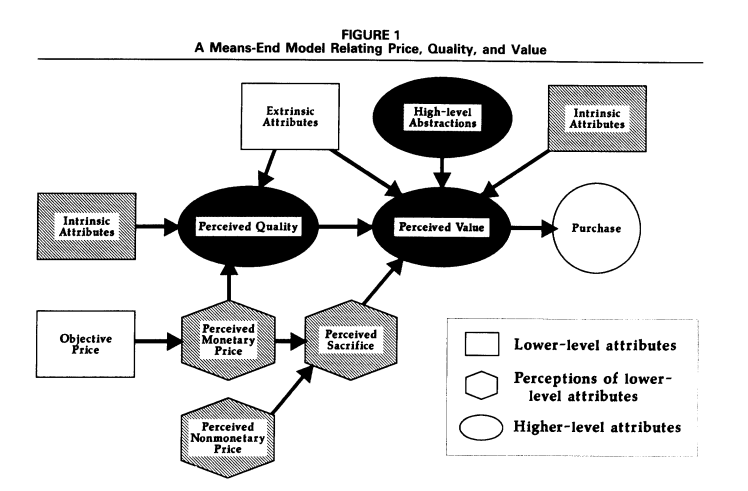 FIGURE 1
A Means-End Model Relating Price, Quality, and Value
Extrinsic
Attributes
High-level
Abstractions
Intrinsic
Attributes
Intrinsic
Attributes
Perceived Quality
Perceived Value
Purchase
Objective
Price
Perceived
Monetary
Price
Perceived
Sacrifice
Perceived
Nonmonetary
Price
Lower-level attributes
Perceptions of lower-
level attributes
Higher-level attributes